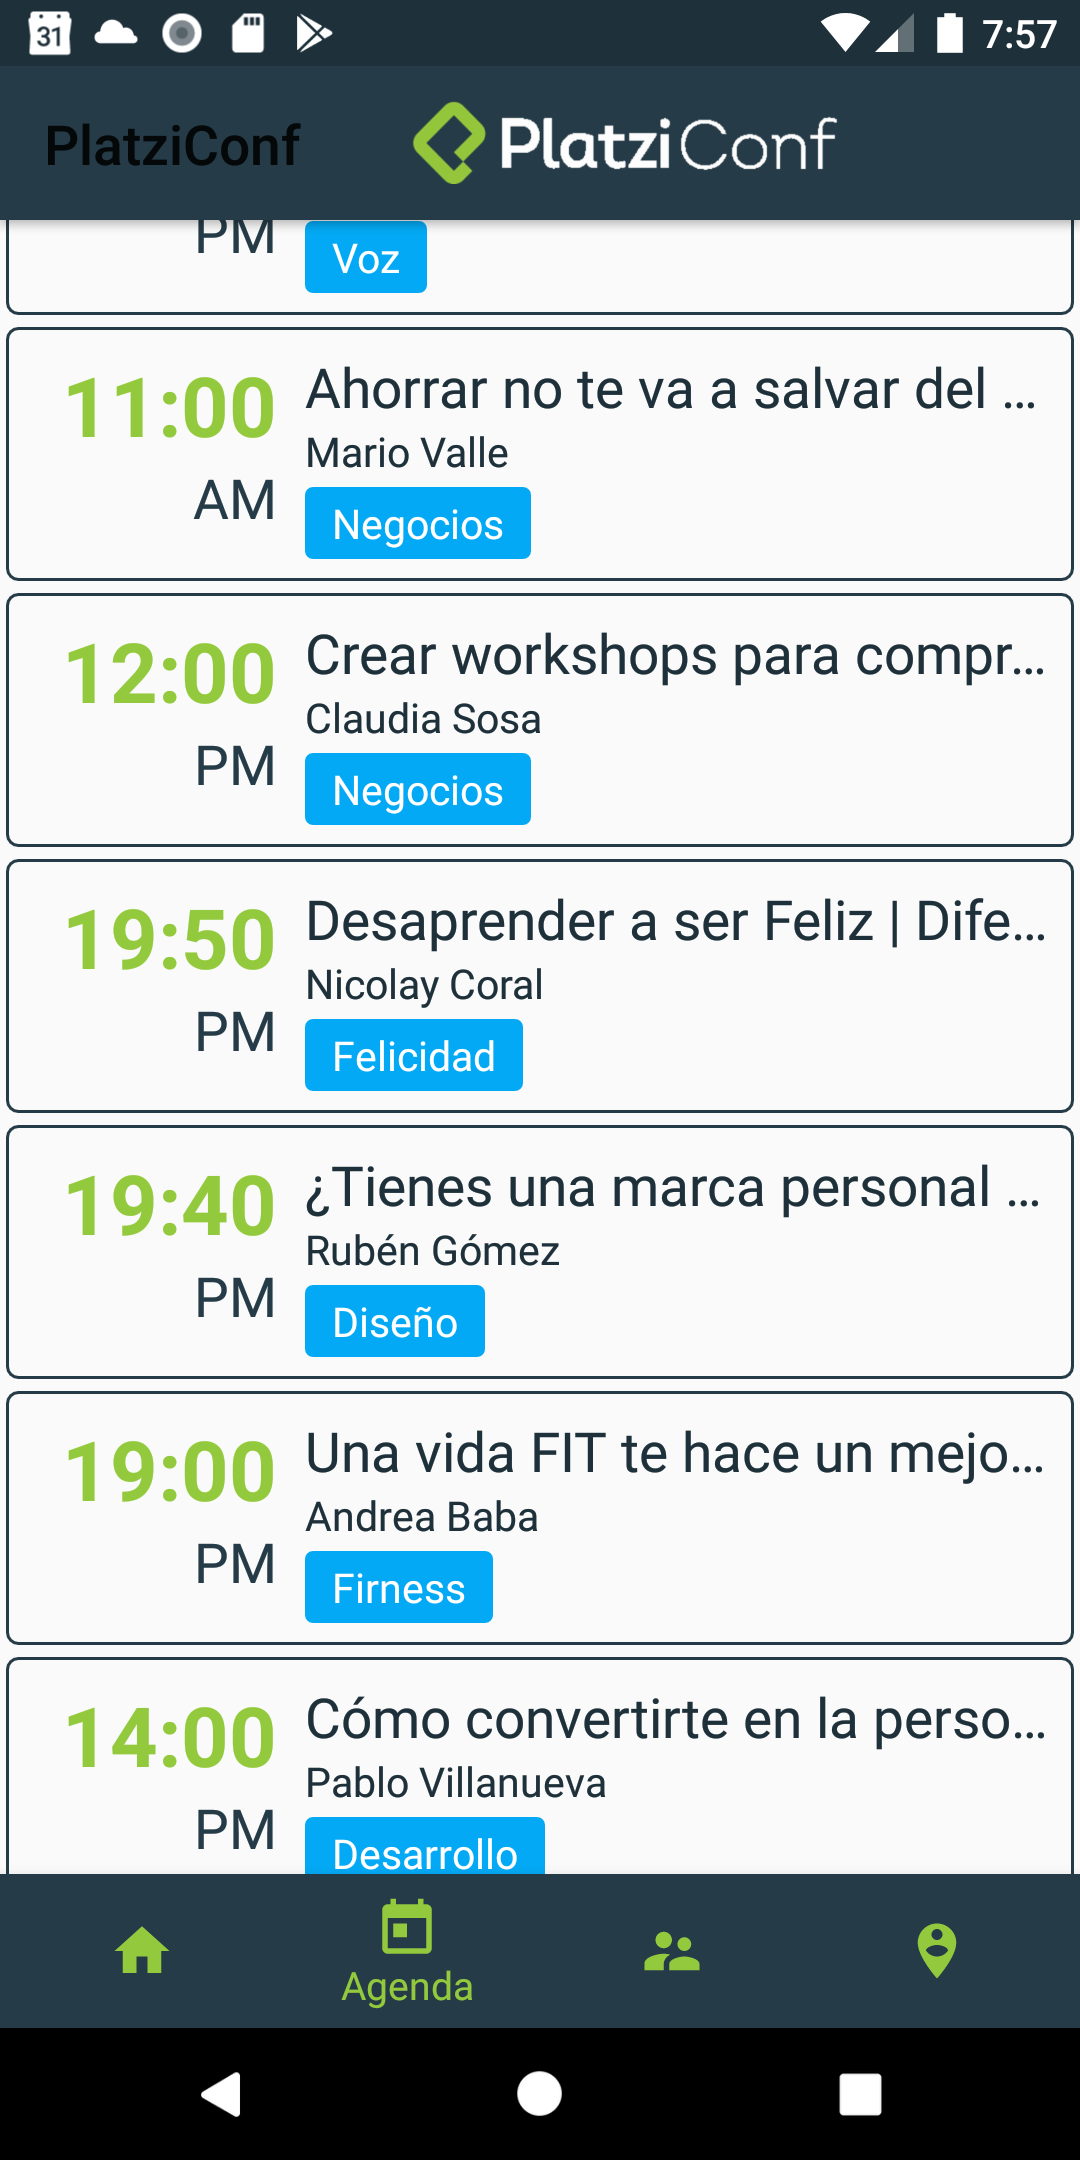 31
7:57
PlatziConf
PlatziConf
PM
Voz
11:00
AM
Ahorrar no te va a salvar del ...
Mario Valle
Negocios
12:00
PM
Crear workshops para compr...
Claudia Sosa
Negocios
19:50
PM
Desaprender a ser Feliz | Dife...
Nicolay Coral
Felicidad
19:40
PM
¿Tienes una marca personal ...
Rubén Gómez
Diseño
19:00
PM
Una vida FIT te hace un mejo...
Andrea Baba
Firness
14:00
PM
Cómo convertirte en la perso...
Pablo Villanueva
Desarrollo
Agenda